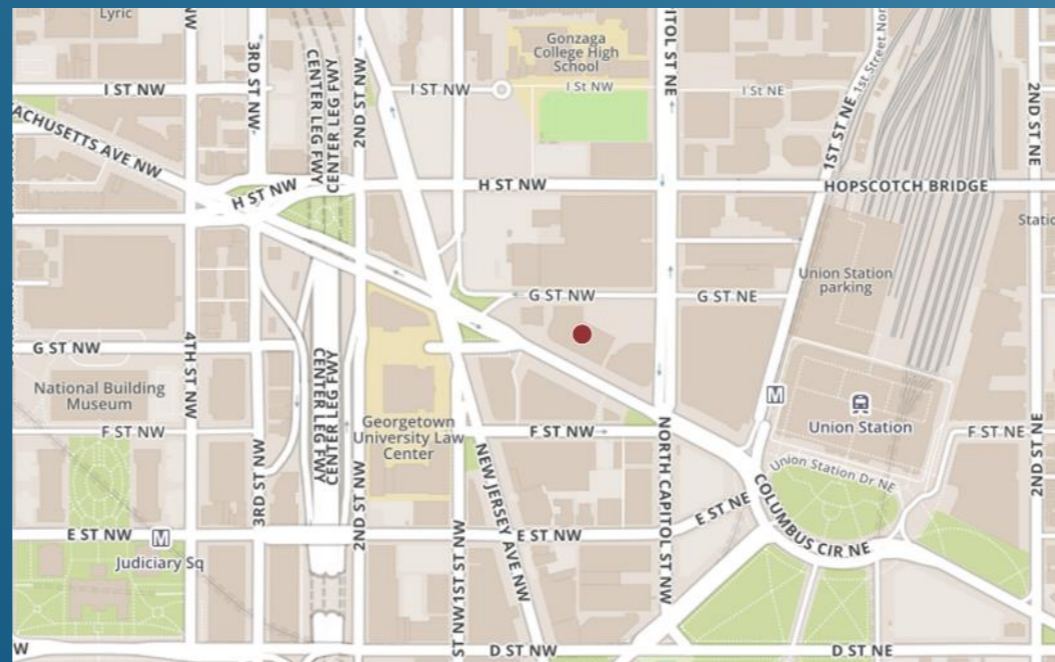 Lyric
NW
3RD ST NW
CENTER LEG FWY
CENTER LEG FWY
2ND ST NW
Gonzaga
College High
School
ITOL ST NE
1st Street Nor
2ND ST NE
I ST NW
I ST NW
I St NW
I St NE
ACHUSETTS AVE NW
1ST ST NE
H ST NW
H ST NW
HOPSCOTCH BRIDGE
Static
Union Station
parking
G ST NW
G ST NE
G ST NW
4TH ST NW
CENTER LEG FWY
CENTER LEG FWY
National Building
Museum
M
Union Station
Georgetown
University Law
Center
F ST NW
F ST NW
F ST NE
NORTH CAPITOL ST NW
2ND ST NE
3RD ST NW
2ND ST NW
NEW JERSEY AVE NW
Union Station Dr NE
COLUMBUS CIR NE
E ST NE
E ST NW
M
E ST NW
Judiciary Sq
ST NW
1ST ST NW
W
D ST NW
D ST NE